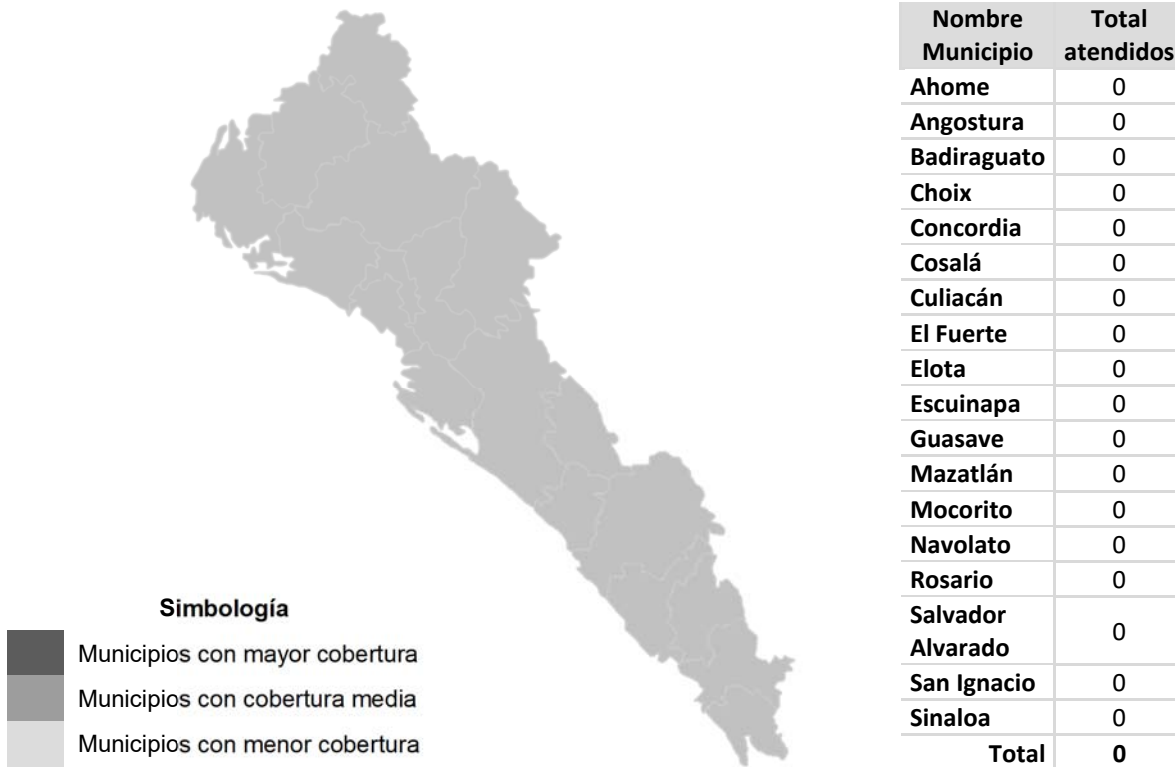 Nombre Municipio Total atendidos
Ahome 0
Angostura 0
Badiraguato 0
Choix 0
Concordia 0
Cosalá 0
Culiacán 0
El Fuerte 0
Elota 0
Escuinapa 0
Guasave 0
Mazatlán 0
Mocorito 0
Navolato 0
Rosario 0
Salvador Alvarado 0
San Ignacio 0
Sinaloa 0
Total 0
Simbología
Municipios con mayor cobertura
Municipios con cobertura media
Municipios con menor cobertura